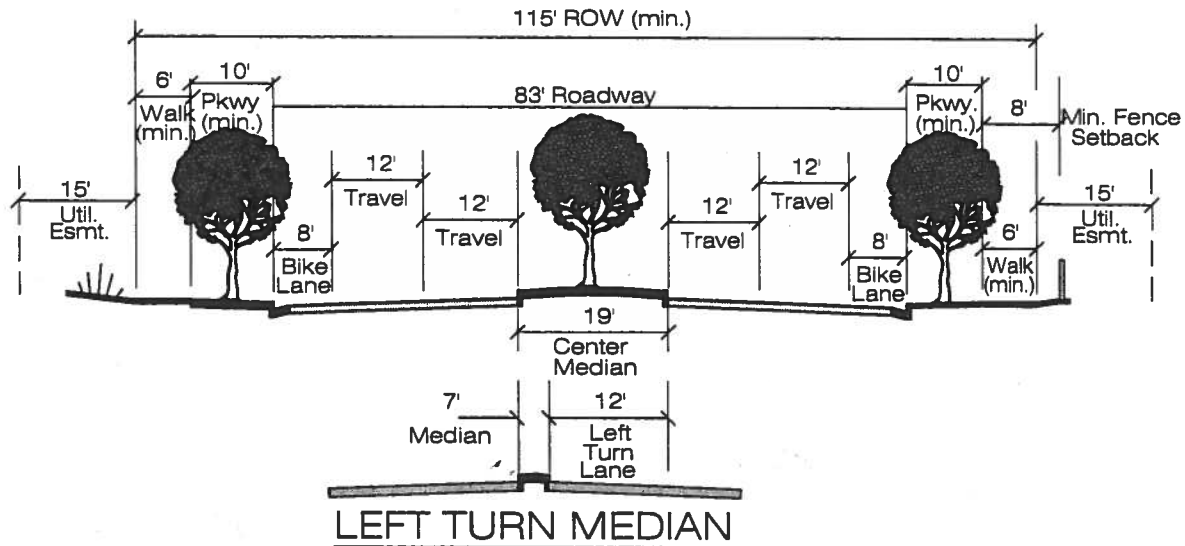 115' ROW (min.)
6'
Walk
(min.)
10'
Pkwy
(min.)
83' Roadway
10'
Pkwy.
(min.)
8'
Min. Fence
Setback
15'
Util.
Esmt.
8'
Bike
Lane
12'
Travel
12'
Travel
12'
Travel
12'
Travel
8'
Bike
Lane
6'
Walk
(min.)
15'
Util.
Esmt.
19'
Center
Median
7'
Median
12'
Left
Turn
Lane
LEFT TURN MEDIAN